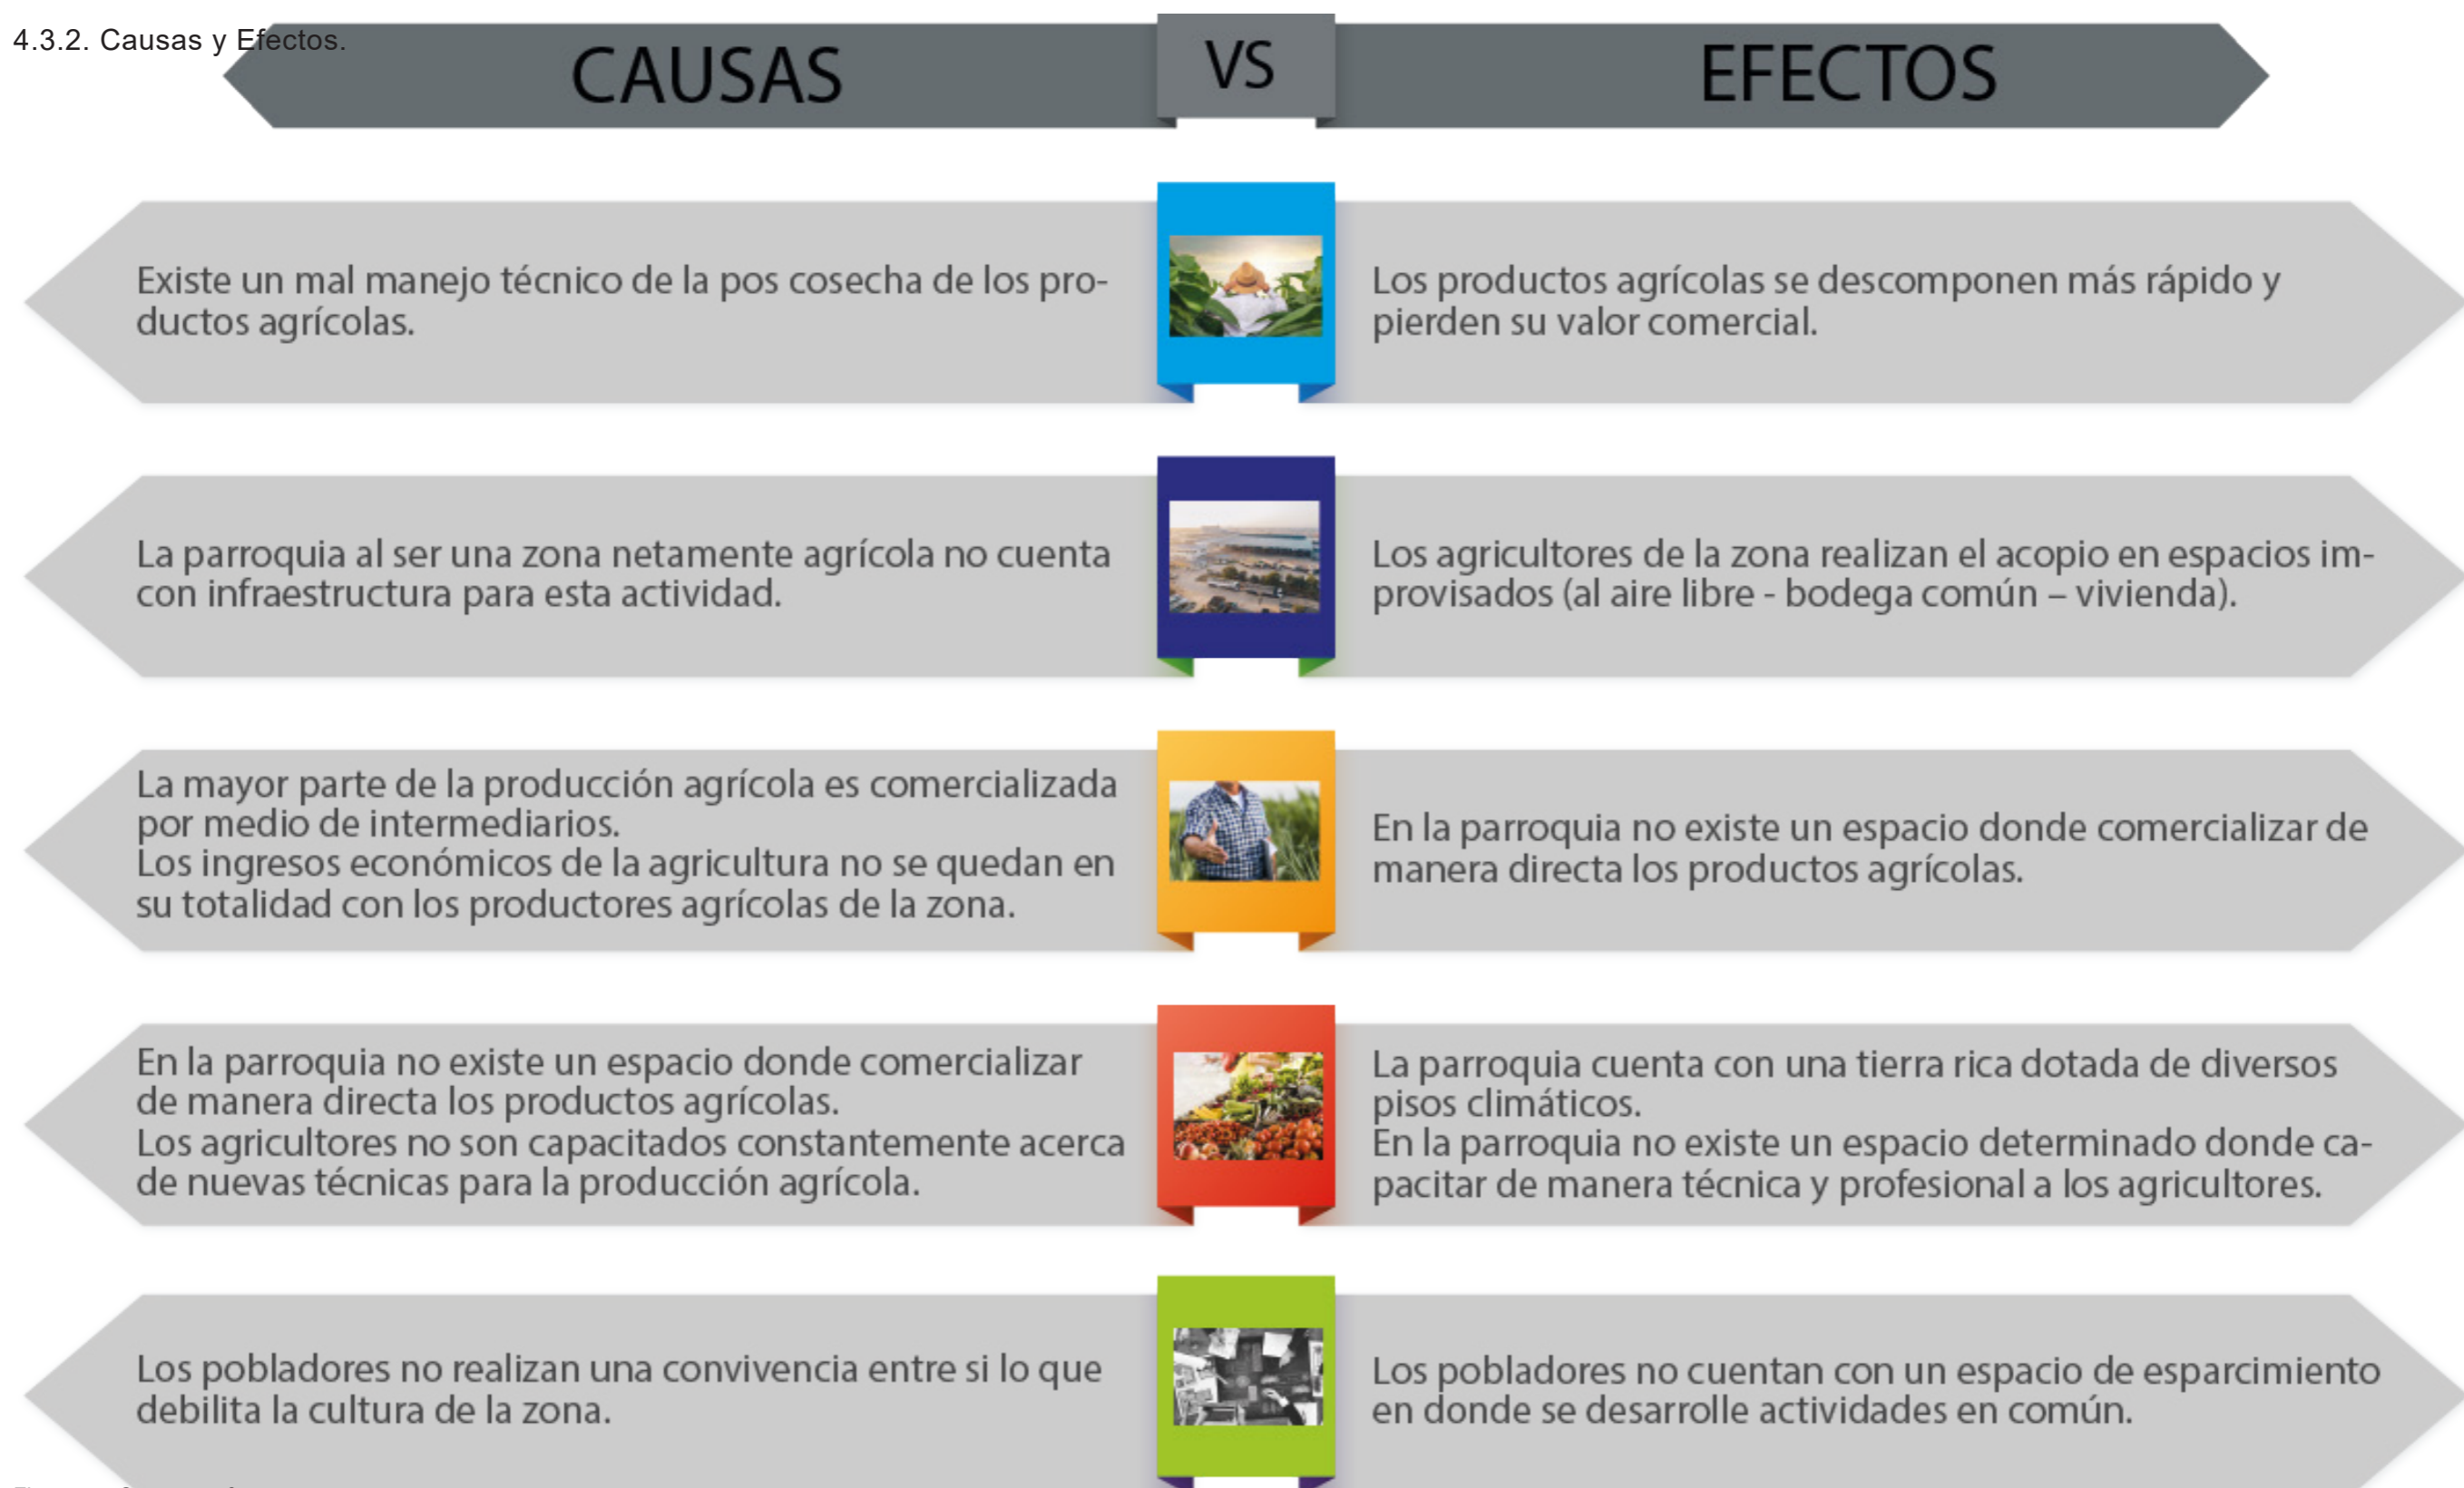 4.3.2. Causas y Efectos.
CAUSAS
VS
EFECTOS
Existe un mal manejo técnico de la pos cosecha de los pro-
ductos agrícolas.
Los productos agrícolas se descomponen más rápido y
pierden su valor comercial.
La parroquia al ser una zona netamente agrícola no cuenta
con infraestructura para esta actividad.
Los agricultores de la zona realizan el acopio en espacios im-
provisados (al aire libre - bodega común – vivienda).
La mayor parte de la producción agrícola es comercializada
por medio de intermediarios.
Los ingresos económicos de la agricultura no se quedan en
su totalidad con los productores agrícolas de la zona.
En la parroquia no existe un espacio donde comercializar de
manera directa los productos agrícolas.
En la parroquia no existe un espacio donde comercializar
de manera directa los productos agrícolas.
Los agricultores no son capacitados constantemente acerca
de nuevas técnicas para la producción agrícola.
La parroquia cuenta con una tierra rica dotada de diversos
pisos climáticos.
En la parroquia no existe un espacio determinado donde ca-
pacitar de manera técnica y profesional a los agricultores.
Los pobladores no realizan una convivencia entre si lo que
debilita la cultura de la zona.
Los pobladores no cuentan con un espacio de esparcimiento
en donde se desarrolle actividades en común.